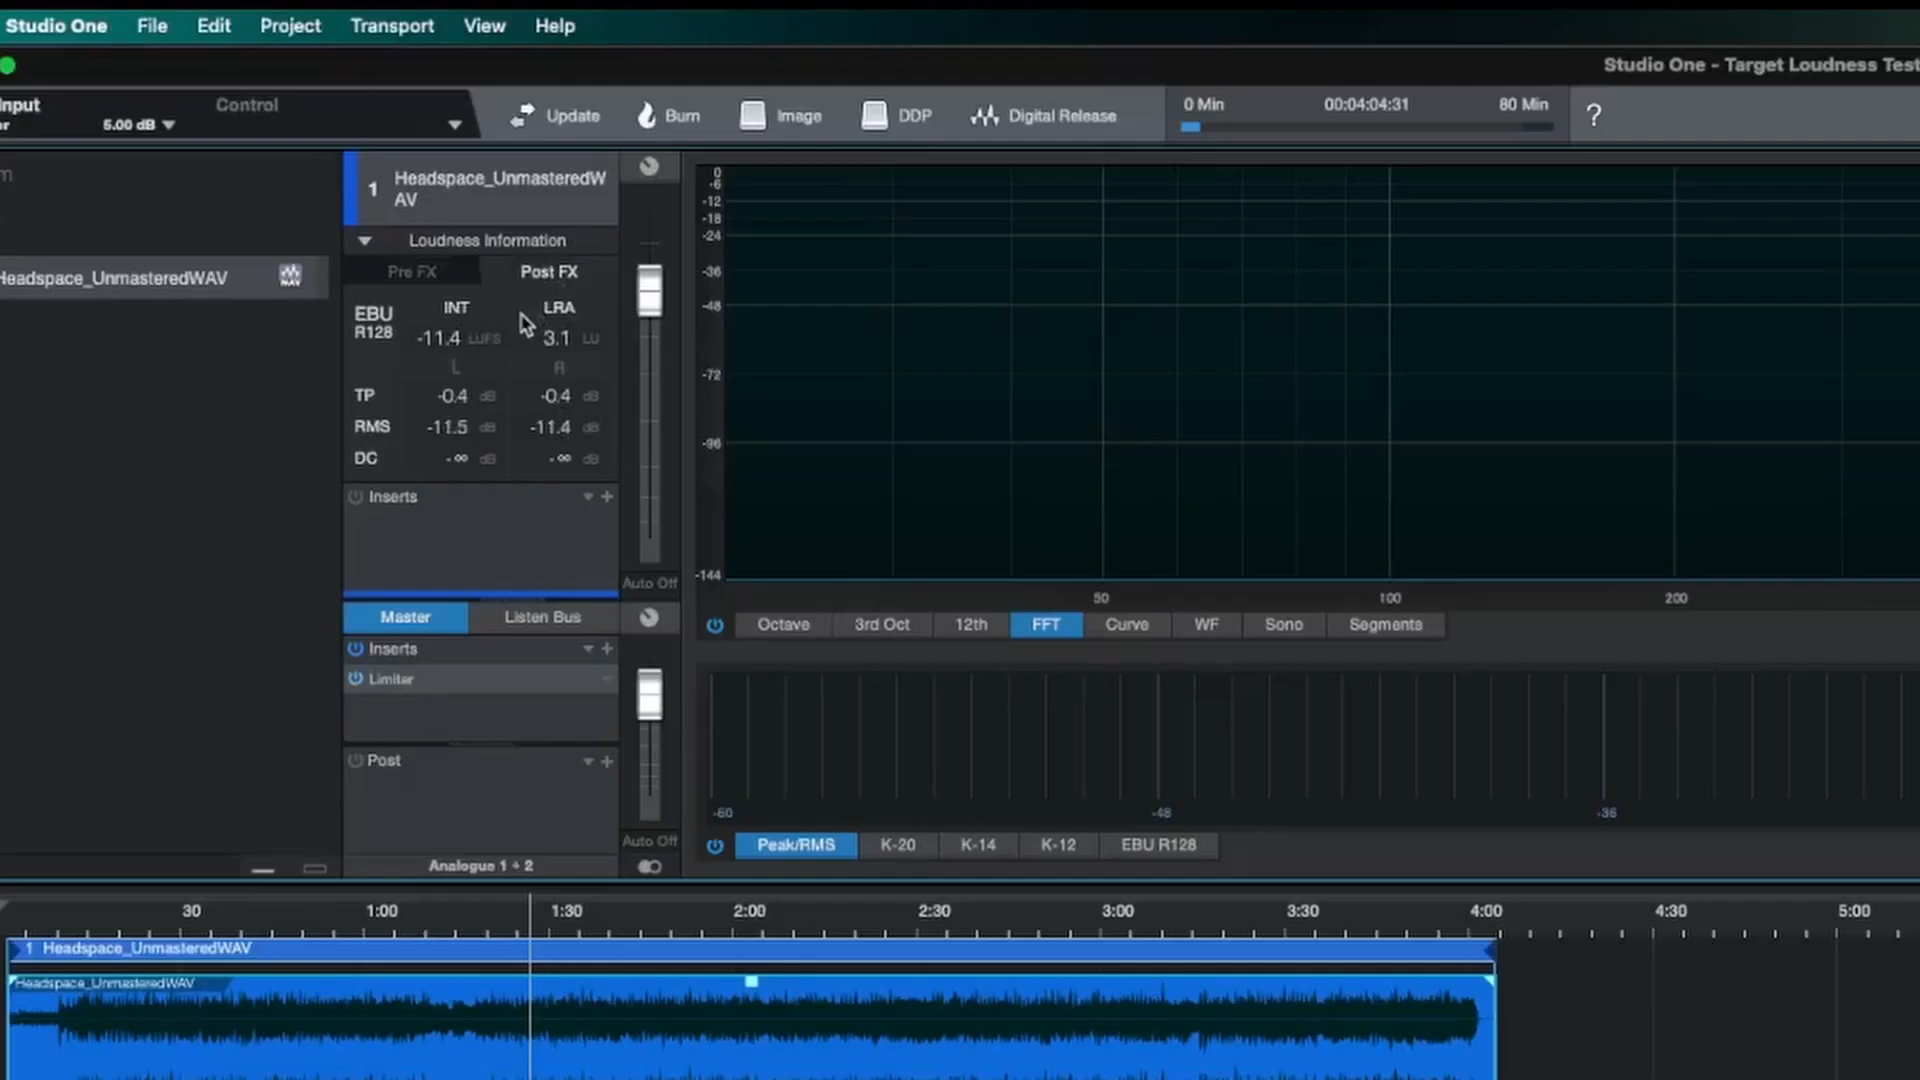 Studio One File Edit Project Transport View Help
Studio One - Target Loudness Test
Input Control
5.00 dB
Update Burn Image DDP Digital Release
0 Min 00:04:04:31 80 Min ?
1 Headspace_UnmasteredW
AV
Loudness Information
Headspace_UnmasteredWAV
WAV
Pre FX Post FX
EBU
R128
INT LRA
-11.4 LUFS 3.1 LU
L R
TP -0.4 dB -0.4 dB
RMS -11.5 dB -11.4 dB
DC -∞ dB -∞ dB
Inserts
Auto Off
Master Listen Bus
Inserts
Limiter
Post
Auto Off
Analogue 1 + 2
0
-6
-12
-18
-24
-36
-48
-72
-96
-144
50 100 200
Octave 3rd Oct 12th FFT Curve WF Sono Segments
-60 -48 -36
Peak/RMS K-20 K-14 K-12 EBU R128
30 1:00 1:30 2:00 2:30 3:00 3:30 4:00 4:30 5:00
1 Headspace_UnmasteredWAV
Headspace_UnmasteredWAV